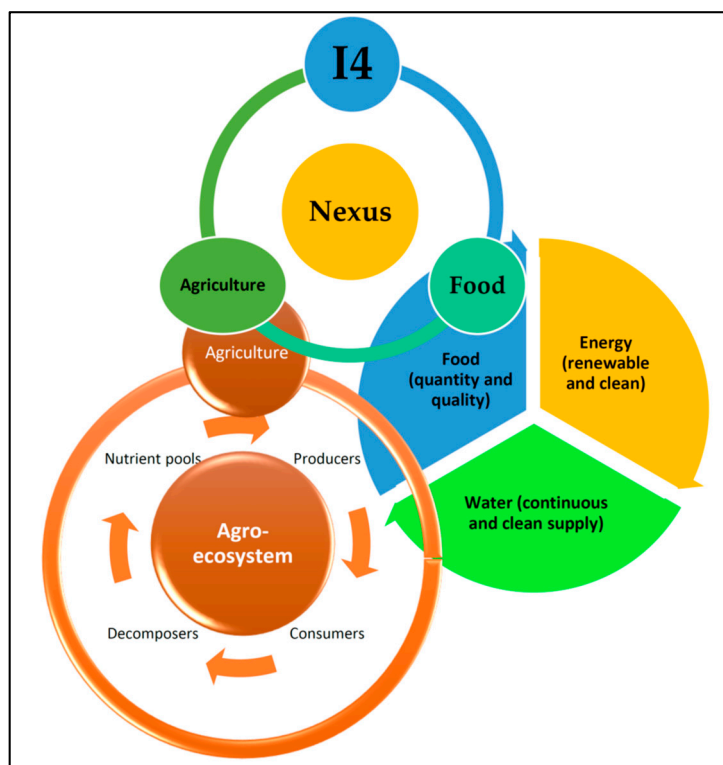 I4
Nexus
Agriculture
Food
Agriculture
Food
(quantity and
quality)
Energy
(renewable
and clean)
Water (continuous
and clean supply)
Nutrient pools
Producers
Agro-
ecosystem
Decomposers
Consumers